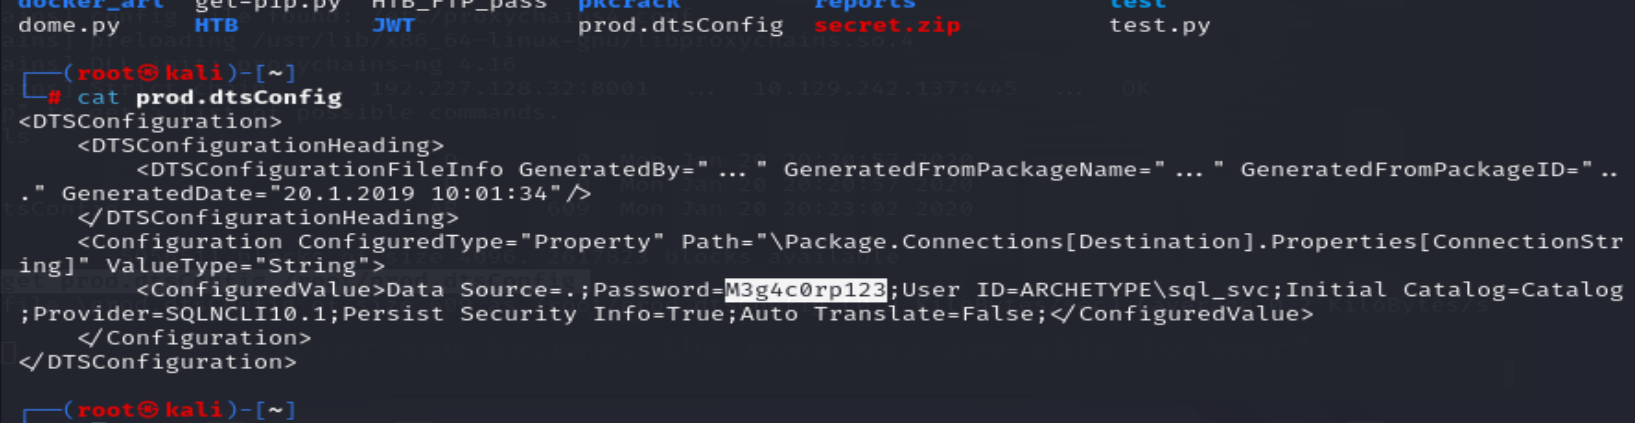 docker_art get-pip.py HTB_FTP_pass pkcrack reports test
dome.py HTB JWT prod.dtsConfig secret.zip test.py
┌──(root㉿kali)-[~]
└─# cat prod.dtsConfig
<DTSConfiguration>
<DTSConfigurationHeading>
<DTSConfigurationFileInfo GeneratedBy="..." GeneratedFromPackageName="..." GeneratedFromPackageID="..
." GeneratedDate="20.1.2019 10:01:34"/>
</DTSConfigurationHeading>
<Configuration ConfiguredType="Property" Path="\Package.Connections[Destination].Properties[ConnectionStr
ing]" ValueType="String">
<ConfiguredValue>Data Source=.;Password=M3g4c0rp123;User ID=ARCHETYPE\sql_svc;Initial Catalog=Catalog
;Provider=SQLNCLI10.1;Persist Security Info=True;Auto Translate=False;</ConfiguredValue>
</Configuration>
</DTSConfiguration>
┌──(root㉿kali)-[~]